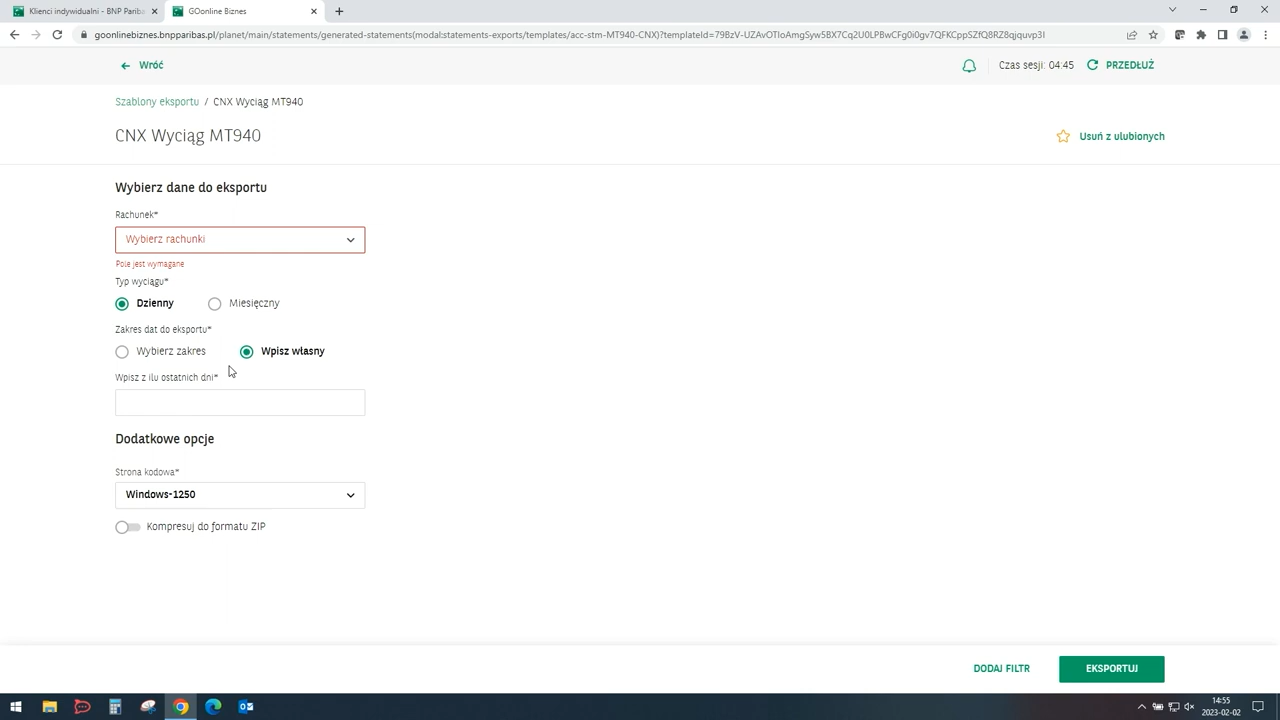 Klienci indywidualni - BNP Pariba
GOonline Biznes
goonlinebiznes.bnpparibas.pl/planet/main/statements/generated-statements(modal:statements-exports/templates/acc-stm-MT940-CNX)?templateId=79BzV-UZAvOTIoAmgSyw5BX7Cq2U0LPBwCFg0i0gv7QFKCppSZfQ8RZ8qjquvp3I
Wróć
Czas sesji: 04:45
PRZEDŁUŻ
Szablony eksportu / CNX Wyciąg MT940
CNX Wyciąg MT940
Usuń z ulubionych
Wybierz dane do eksportu
Rachunek*
Wybierz rachunki
Pole jest wymagane
Typ wyciągu*
Dzienny
Miesięczny
Zakres dat do eksportu*
Wybierz zakres
Wpisz własny
Wpisz z ilu ostatnich dni*
Dodatkowe opcje
Strona kodowa*
Windows-1250
Kompresuj do formatu ZIP
DODAJ FILTR
EKSPORTUJ
14:55
2023-02-02